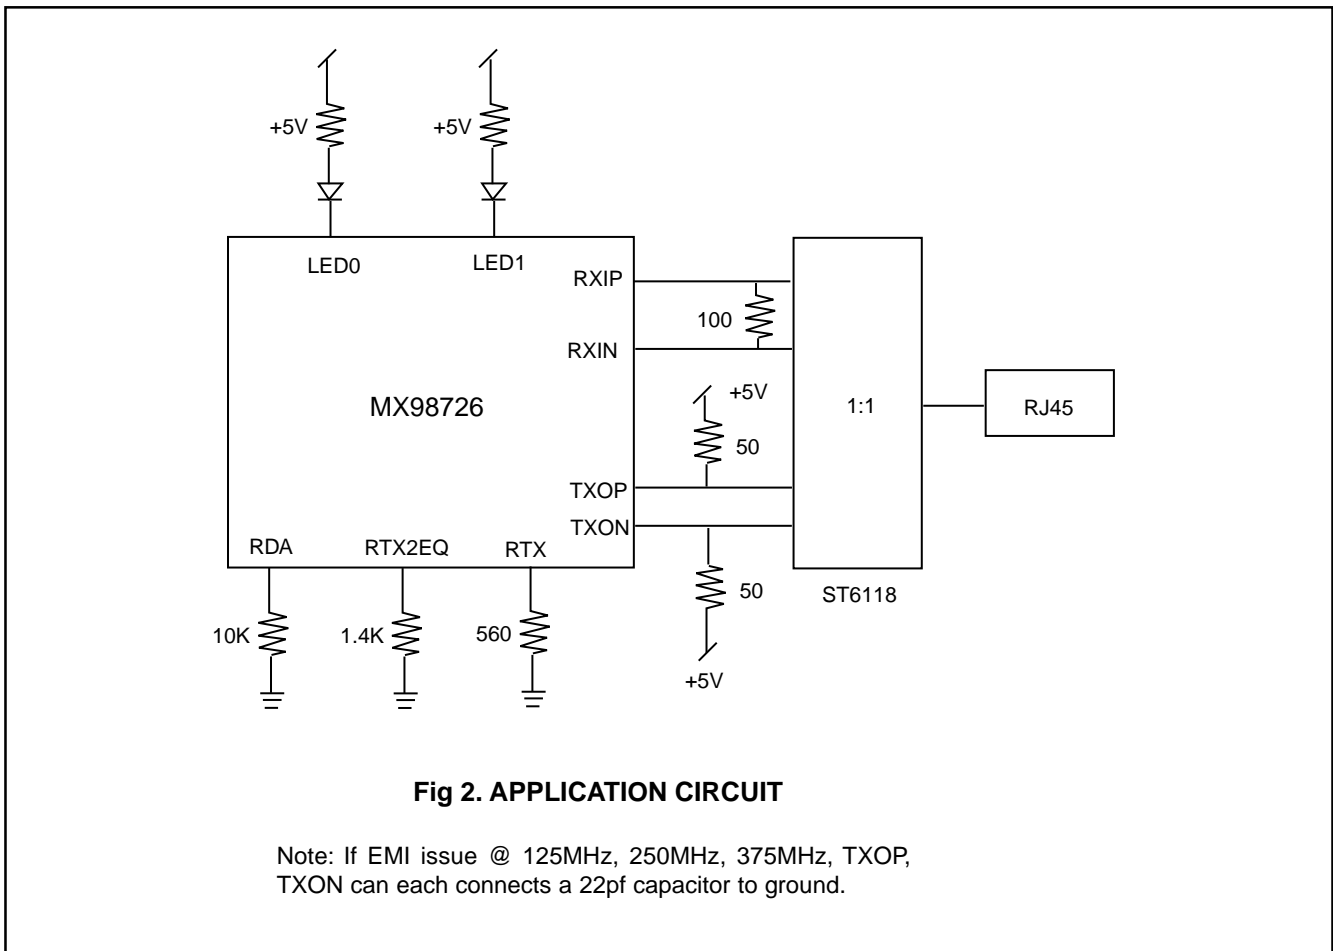 +5V
+5V
LED0
LED1
RXIP
100
RXIN
MX98726
+5V
1:1
RJ45
50
TXOP
TXON
RDA
RTX2EQ
RTX
50
ST6118
10K
1.4K
560
+5V
Fig 2. APPLICATION CIRCUIT
Note: If EMI issue @ 125MHz, 250MHz, 375MHz, TXOP,
TXON can each connects a 22pf capacitor to ground.